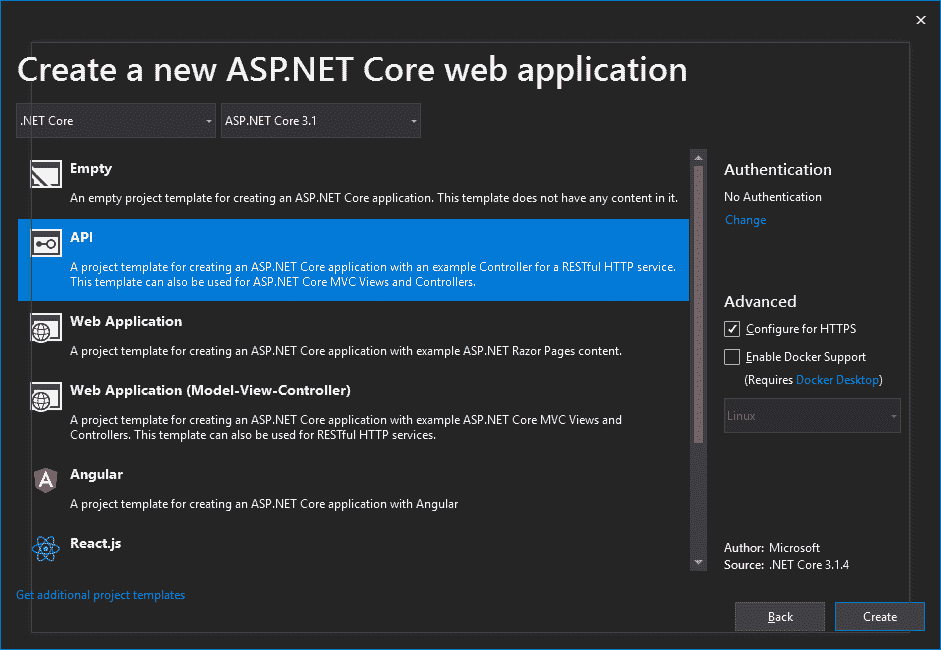 Create a new ASP.NET Core web application
.NET Core
ASP.NET Core 3.1
Empty
An empty project template for creating an ASP.NET Core application. This template does not have any content in it.
API
A project template for creating an ASP.NET Core application with an example Controller for a RESTful HTTP service.
This template can also be used for ASP.NET Core MVC Views and Controllers.
Web Application
A project template for creating an ASP.NET Core application with example ASP.NET Razor Pages content.
Web Application (Model-View-Controller)
A project template for creating an ASP.NET Core application with example ASP.NET Core MVC Views and
Controllers. This template can also be used for RESTful HTTP services.
Angular
A project template for creating an ASP.NET Core application with Angular
React.js
Get additional project templates
Authentication
No Authentication
Change
Advanced
Configure for HTTPS
Enable Docker Support
(Requires Docker Desktop)
Linux
Author: Microsoft
Source: .NET Core 3.1.4
Back
Create